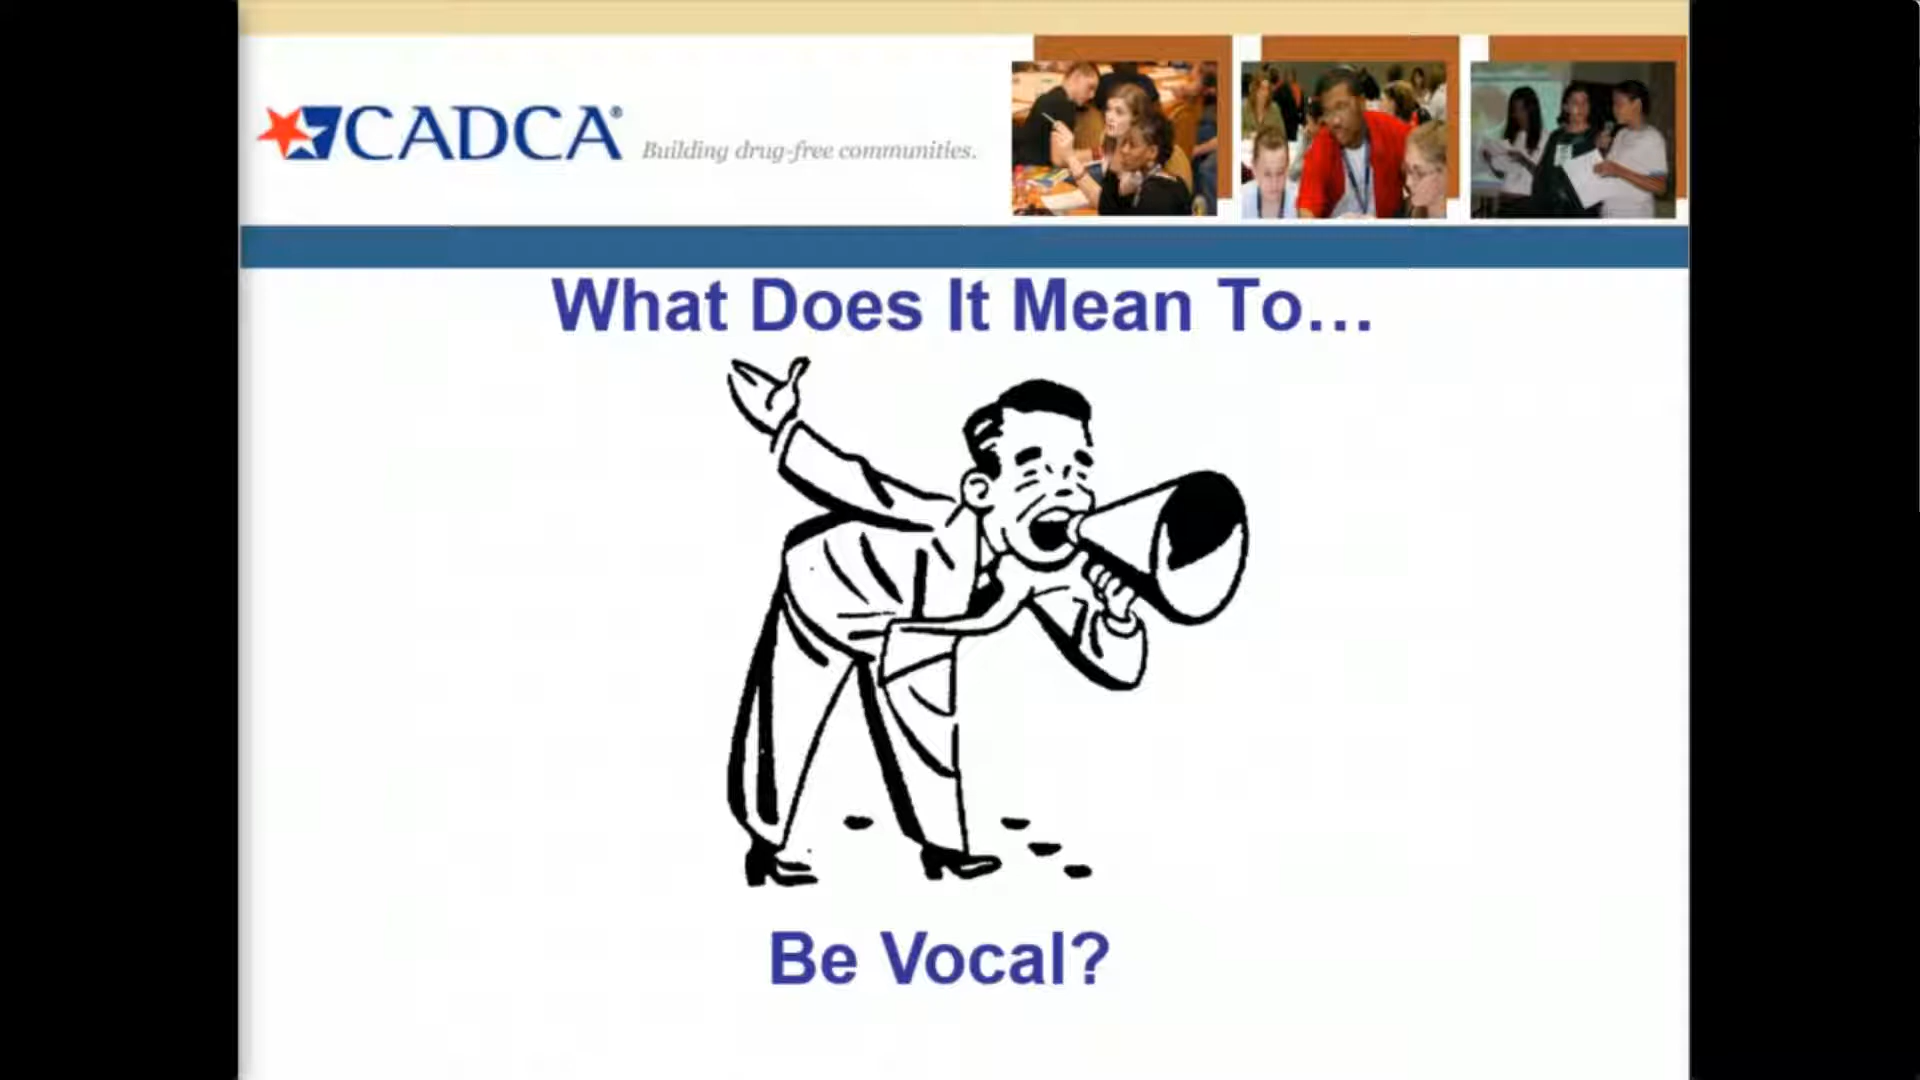 CADCA® Building drug-free communities.
What Does It Mean To...
Be Vocal?